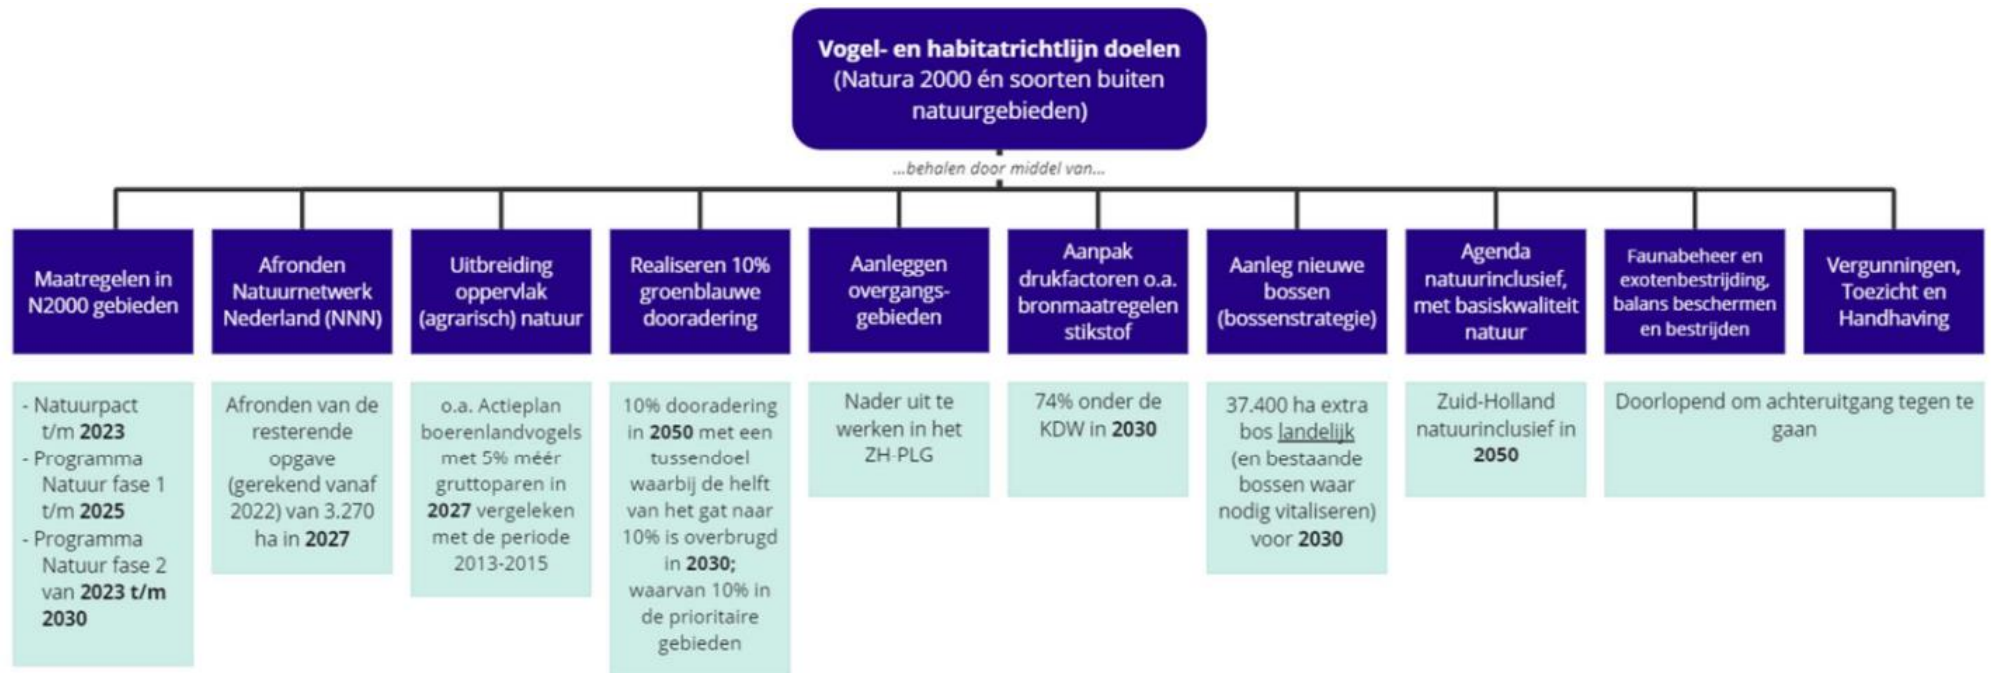 Vogel- en habitatrichtlijn doelen
(Natura 2000 én soorten buiten
natuurgebieden)
...behalen door middel van...
Maatregelen in
N2000 gebieden
Afronden
Natuurnetwerk
Nederland (NNN)
Uitbreiding
oppervlak
(agrarisch) natuur
Realiseren 10%
groenblauwe
dooradering
Aanleggen
overgangs-
gebieden
Aanpak
drukfactoren o.a.
bronmaatregelen
stikstof
Aanleg nieuwe
bossen
(bossenstrategie)
Agenda
natuurinclusief,
met basiskwaliteit
natuur
Faunabeheer en
exotenbestrijding,
balans beschermen
en bestrijden
Vergunningen,
Toezicht en
Handhaving
- Natuurpact
t/m 2023
- Programma
Natuur fase 1
t/m 2025
- Programma
Natuur fase 2
van 2023 t/m
2030
Afronden van de
resterende
opgave
(gerekend vanaf
2022) van 3.270
ha in 2027
o.a. Actieplan
boerenlandvogels
met 5% méér
gruttoparen in
2027 vergeleken
met de periode
2013-2015
10% dooradering
in 2050 met een
tussendoel
waarbij de helft
van het gat naar
10% is overbrugd
in 2030;
waarvan 10% in
de prioritaire
gebieden
Nader uit te
werken in het
ZH-PLG
74% onder de
KDW in 2030
37.400 ha extra
bos landelijk
(en bestaande
bossen waar
nodig vitaliseren)
voor 2030
Zuid-Holland
natuurinclusief in
2050
Doorlopend om achteruitgang tegen te
gaan